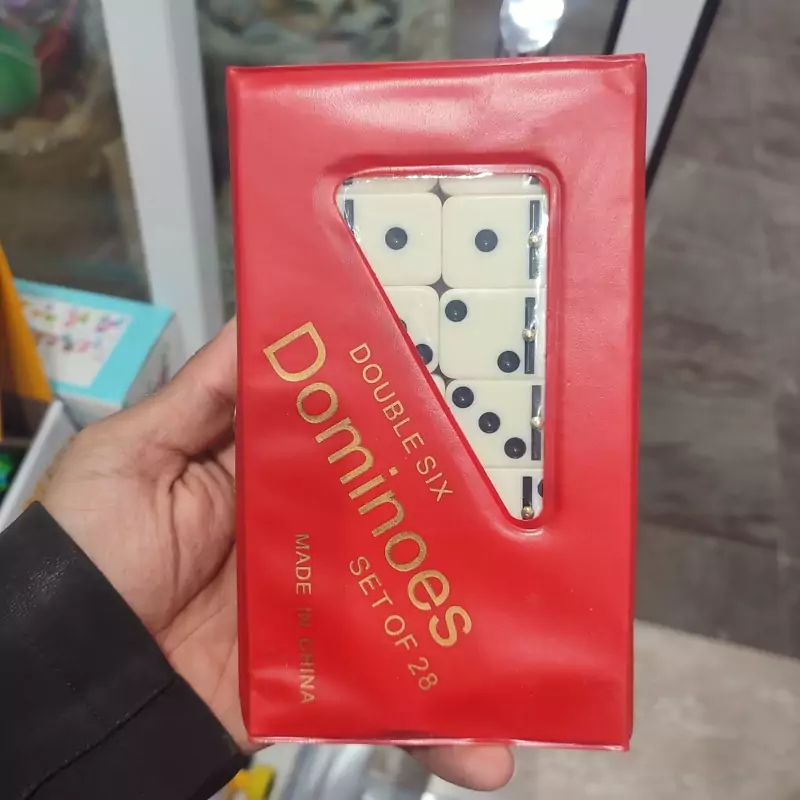 DOUBLE SIX
Dominoes
SET OF 28
MADE IN CHINA